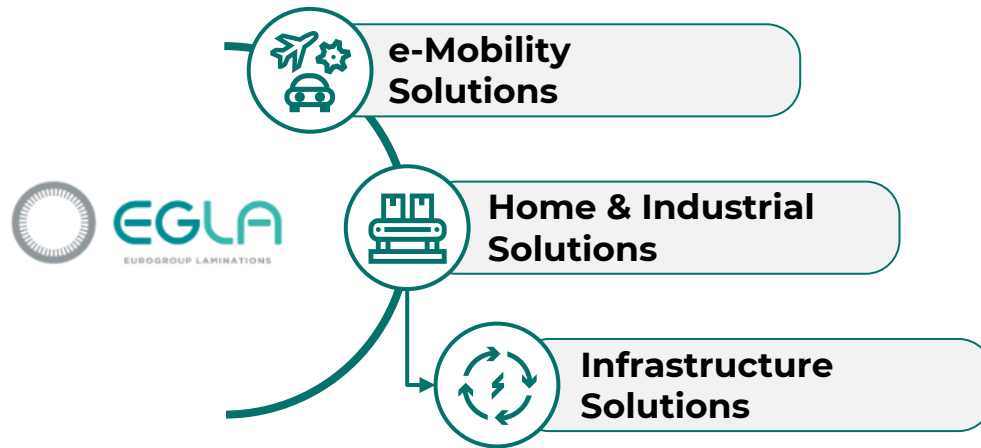 e-Mobility
Solutions
EGLA
EUROGROUP LAMINATIONS
Home & Industrial
Solutions
Infrastructure
Solutions